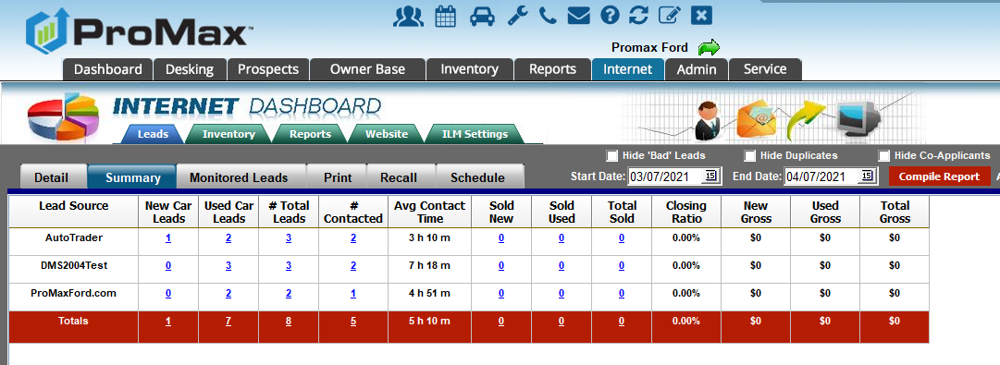 ProMax™
Promax Ford
Dashboard Desking Prospects Owner Base Inventory Reports Internet Admin Service
INTERNET DASHBOARD
Leads Inventory Reports Website ILM Settings
Hide 'Bad' Leads Hide Duplicates Hide Co-Applicants
Detail Summary Monitored Leads Print Recall Schedule Start Date: 03/07/2021 15 End Date: 04/07/2021 15 Compile Report A
Lead Source New Car Leads Used Car Leads # Total Leads # Contacted Avg Contact Time Sold New Sold Used Total Sold Closing Ratio New Gross Used Gross Total Gross
AutoTrader 1 2 3 2 3 h 10 m 0 0 0 0.00% $0 $0 $0
DMS2004Test 0 3 3 2 7 h 18 m 0 0 0 0.00% $0 $0 $0
ProMaxFord.com 0 2 2 1 4 h 51 m 0 0 0 0.00% $0 $0 $0
Totals 1 7 8 5 5 h 10 m 0 0 0 0.00% $0 $0 $0